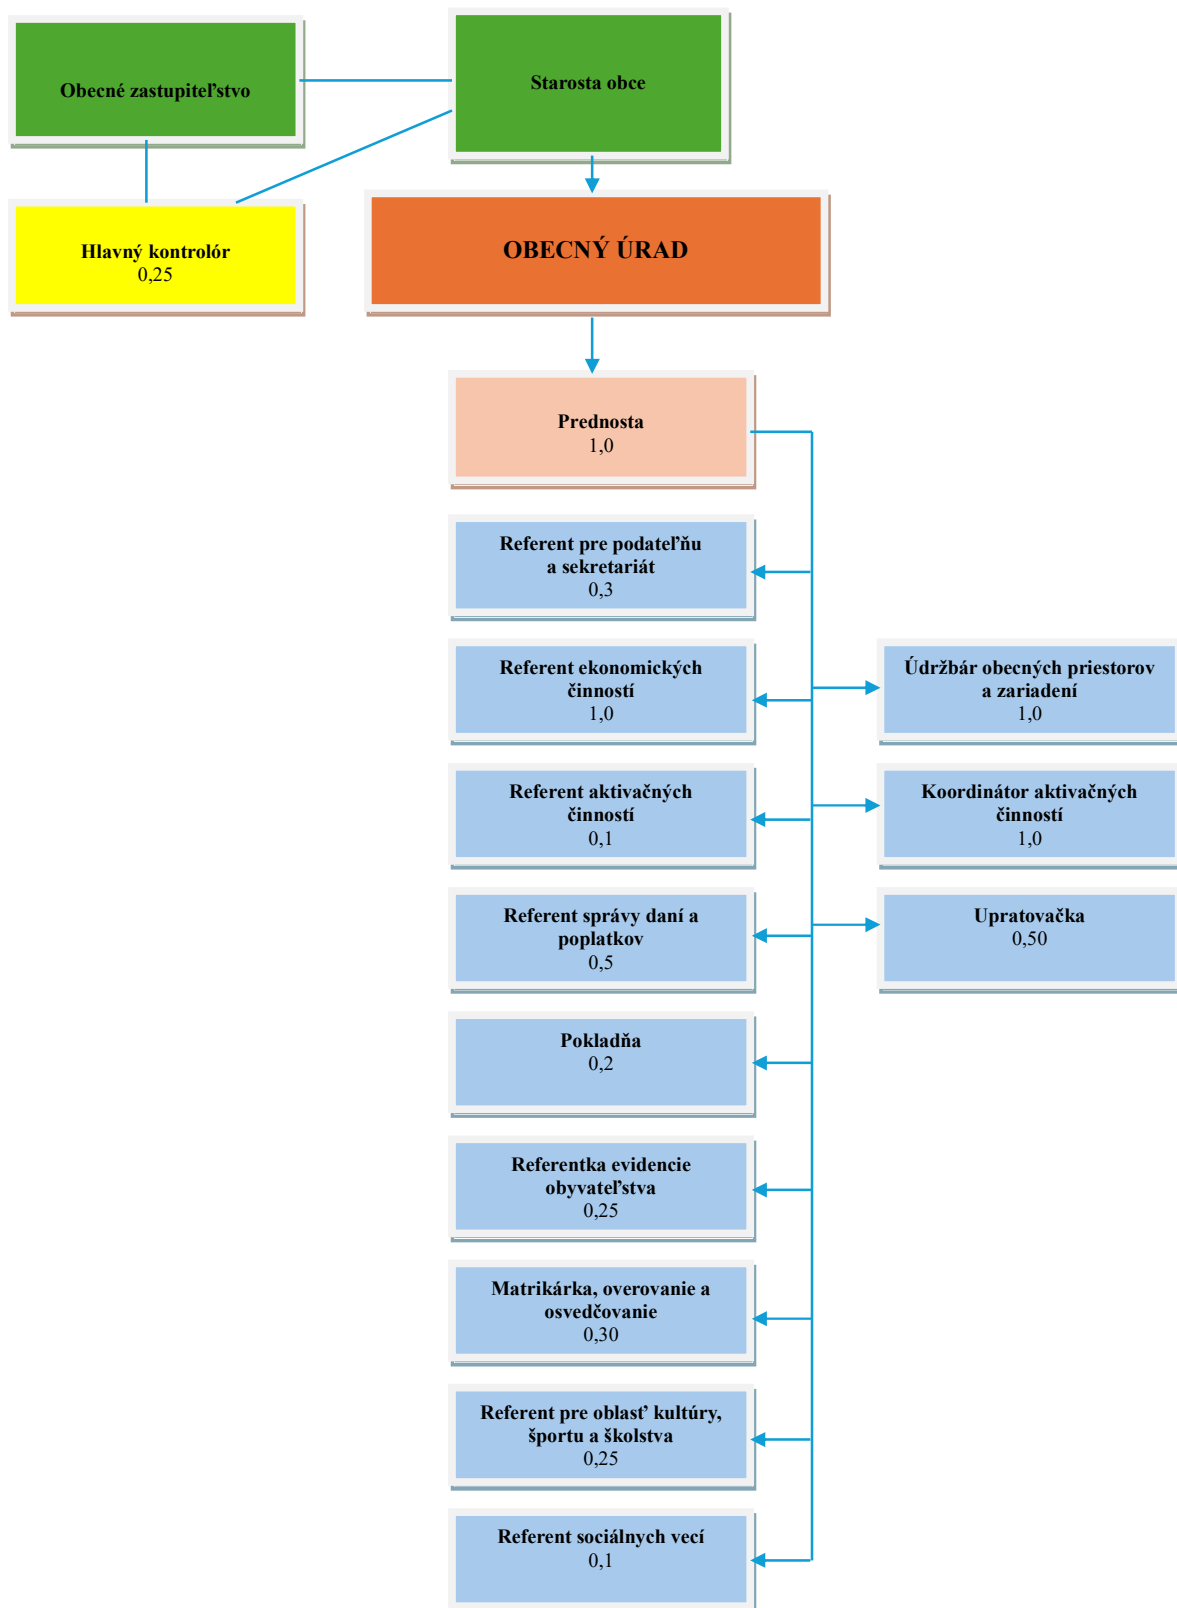 Obecné zastupiteľstvo
Starosta obce
Hlavný kontrolór
0,25
OBECNÝ ÚRAD
Prednosta
1,0
Referent pre podateľňu
a sekretariát
0,3
Referent ekonomických
činností
1,0
Údržbár obecných priestorov
a zariadení
1,0
Referent aktivačných
činností
0,1
Koordinátor aktivačných
činností
1,0
Referent správy daní a
poplatkov
0,5
Upratovačka
0,50
Pokladňa
0,2
Referentka evidencie
obyvateľstva
0,25
Matrikárka, overovanie a
osvedčovanie
0,30
Referent pre oblasť kultúry,
športu a školstva
0,25
Referent sociálnych vecí
0,1